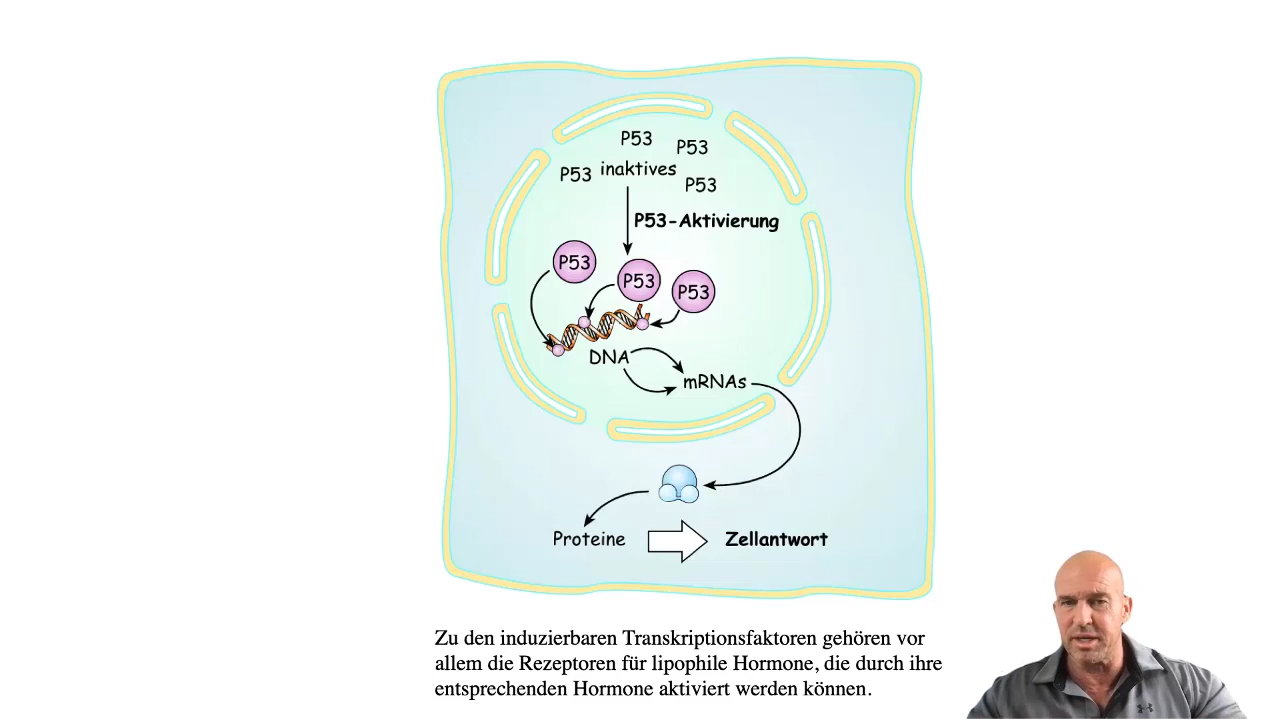 P53
P53
P53
inaktives
P53
P53-Aktivierung
P53
P53
P53
DNA
mRNAs
Proteine
Zellantwort
Zu den induzierbaren Transkriptionsfaktoren gehören vor
allem die Rezeptoren für lipophile Hormone, die durch ihre
entsprechenden Hormone aktiviert werden können.